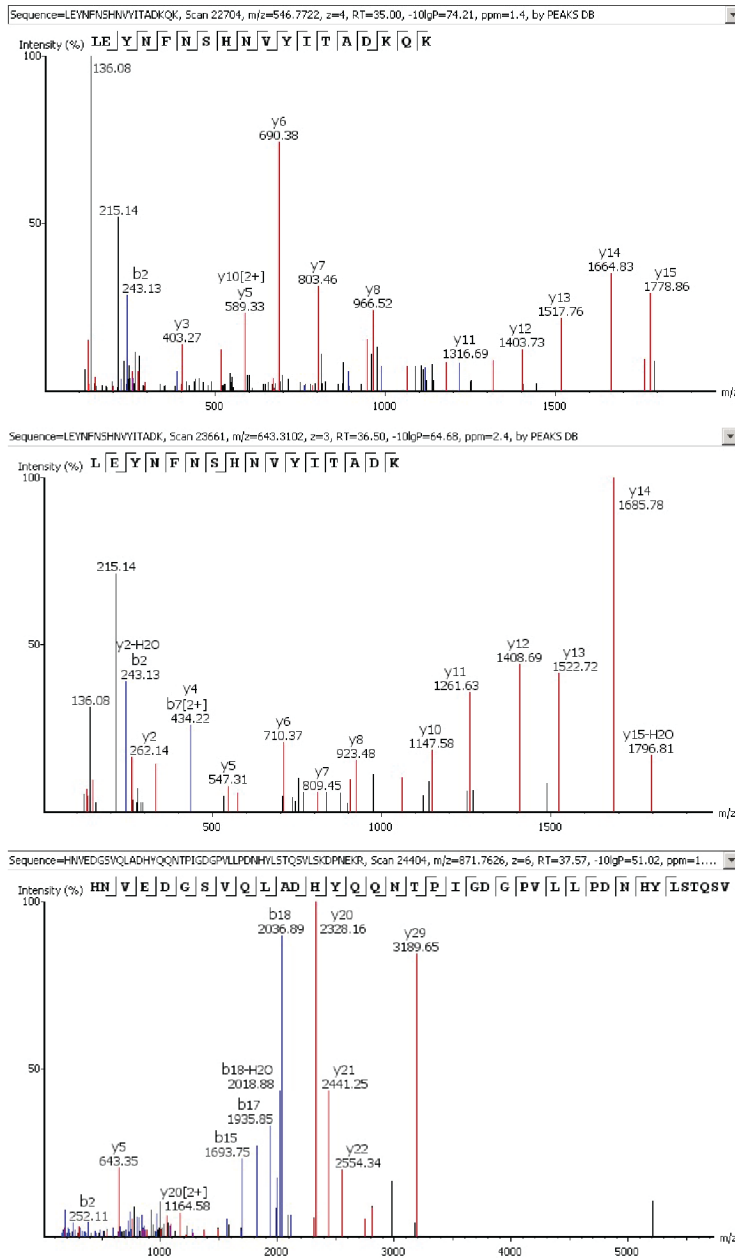 Sequence=LEYNFNSHNVYITADKQK, Scan 22704, m/z=546.7722, z=4, RT=35.00, -10lgP=74.21, ppm=1.4, by PEAKS DB
Intensity (%) L E Y N F N S H N V Y I T A D K Q K
100
136.08
y6
690.38
50
215.14
b2
243.13
y3
403.27
y10[2+]
y5
589.33
y7
803.46
y8
966.52
y11
1316.69
y12
1403.73
y13
1517.76
y14
1664.83
y15
1778.86
500
1000
1500
m/z
Sequence=LEYNFNSHNVYITADK, Scan 23661, m/z=643.3102, z=3, RT=36.50, -10lgP=64.68, ppm=2.4, by PEAKS DB
Intensity (%) L E Y N F N S H N V Y I T A D K
100
y14
1685.78
215.14
50
y2-H2O
b2
243.13
136.08
y2
262.14
y4
b7[2+]
434.22
y5
547.31
y6
710.37
y7
809.45
y8
923.48
y10
1147.58
y11
1261.63
y12
1408.69
y13
1522.72
y15-H2O
1796.81
500
1000
1500
m/z
Sequence=HNVEDGSVQLADHYQQNTPIGDGPVLLPDNHYLSTQSVLSKDPNEKR, Scan 24404, m/z=871.7626, z=6, RT=37.57, -10lgP=51.02, ppm=1....
Intensity (%) H N V E D G S V Q L A D H Y Q Q N T P I G D G P V L L P D N H Y L S T Q S V
100
b18
2036.89
y20
2328.16
y29
3189.65
50
b18-H2O
2018.88
y21
2441.25
b17
1935.85
b15
1693.75
y22
2554.34
y5
643.35
b2
252.11
y20[2+]
1164.58
1000
2000
3000
4000
5000
m/z